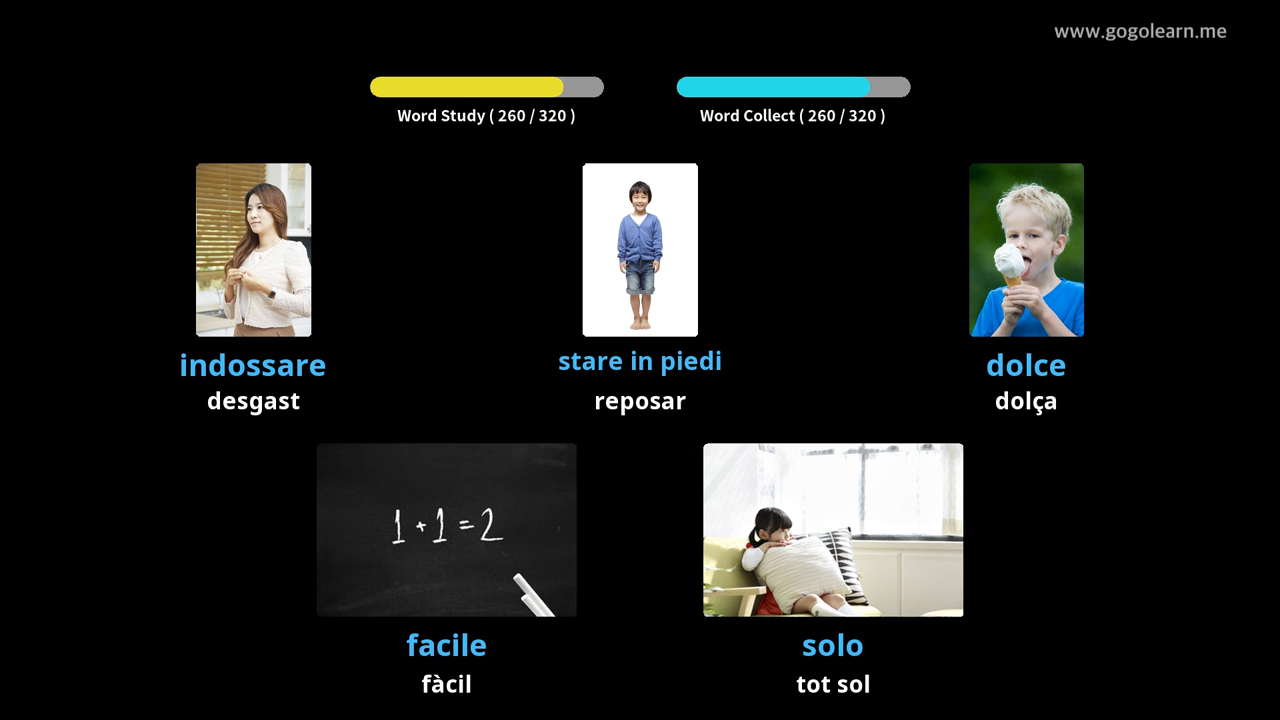 www.gogolearn.me
Word Study ( 260 / 320 )
Word Collect ( 260 / 320 )
indossare
desgast
stare in piedi
reposar
dolce
dolça
1 + 1 = 2
facile
fàcil
solo
tot sol